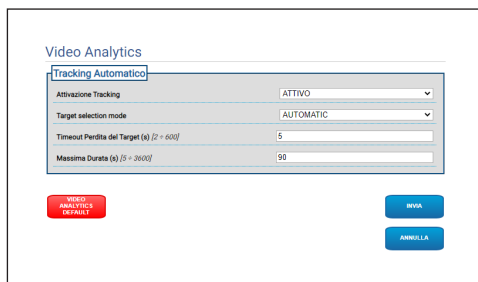 Video Analytics
Tracking Automatico
Attivazione Tracking ATTIVO
Target selection mode AUTOMATIC
Timeout Perdita del Target (s) [2 ÷ 600] 5
Massima Durata (s) [5 ÷ 3600] 90
VIDEO
ANALYTICS
DEFAULT
INVIA
ANNULLA